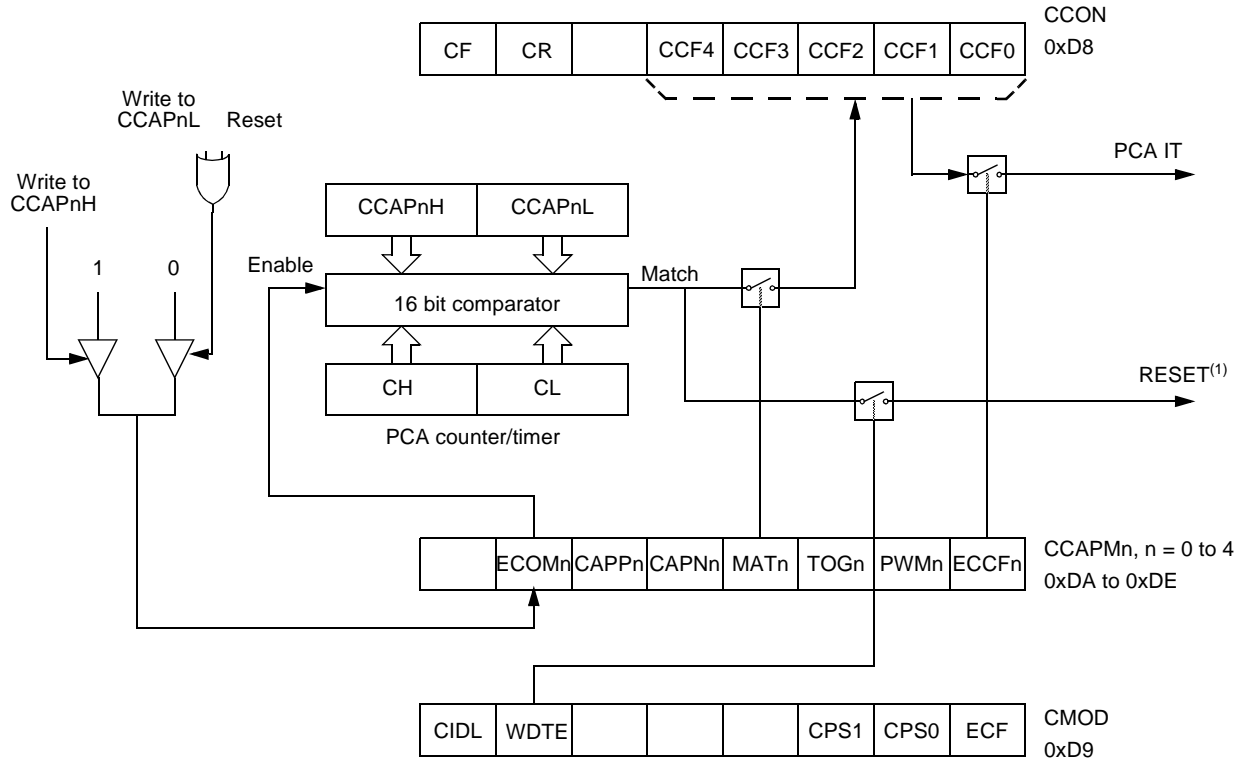 CCON
0xD8
CF CR CCF4 CCF3 CCF2 CCF1 CCF0
Write to
CCAPnL Reset
Write to
CCAPnH
PCA IT
CCAPnH CCAPnL
1 0
Enable
Match
16 bit comparator
RESET(1)
CH CL
PCA counter/timer
ECOMn CAPPn CAPNn MATn TOGn PWMn ECCFn
CCAPMn, n = 0 to 4
0xDA to 0xDE
CIDL WDTE CPS1 CPS0 ECF
CMOD
0xD9